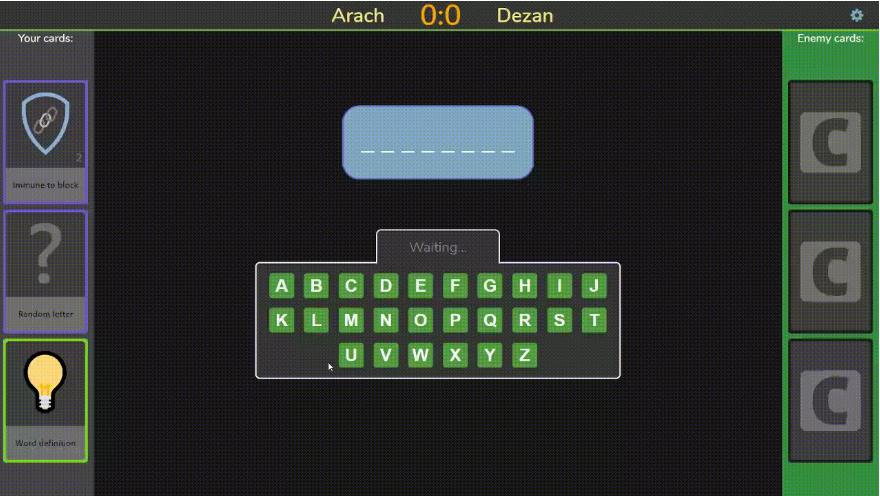 Arach 0:0 Dezan
Your cards:
Enemy cards:
2
Immune to block
?
Random letter
Word definition
_ _ _ _ _ _ _ _
Waiting...
A B C D E F G H I J
K L M N O P Q R S T
U V W X Y Z
C
C
C